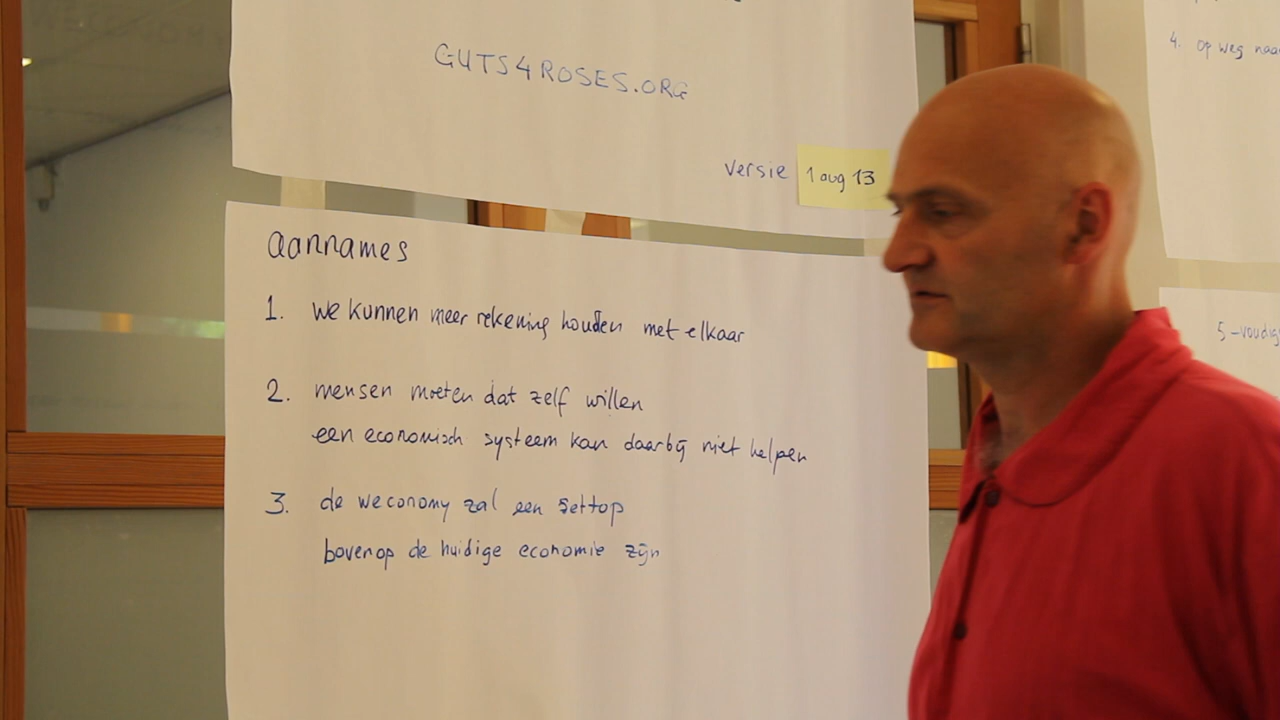 GUTS4ROSES.ORG
versie 1 aug 13
aannames
1. we kunnen meer rekening houden met elkaar
2. mensen moeten dat zelf willen
een economisch systeem kan daarbij niet helpen
3. de weconomy zal een settop
bovenop de huidige economie zijn
4. op weg naar
5-voudig